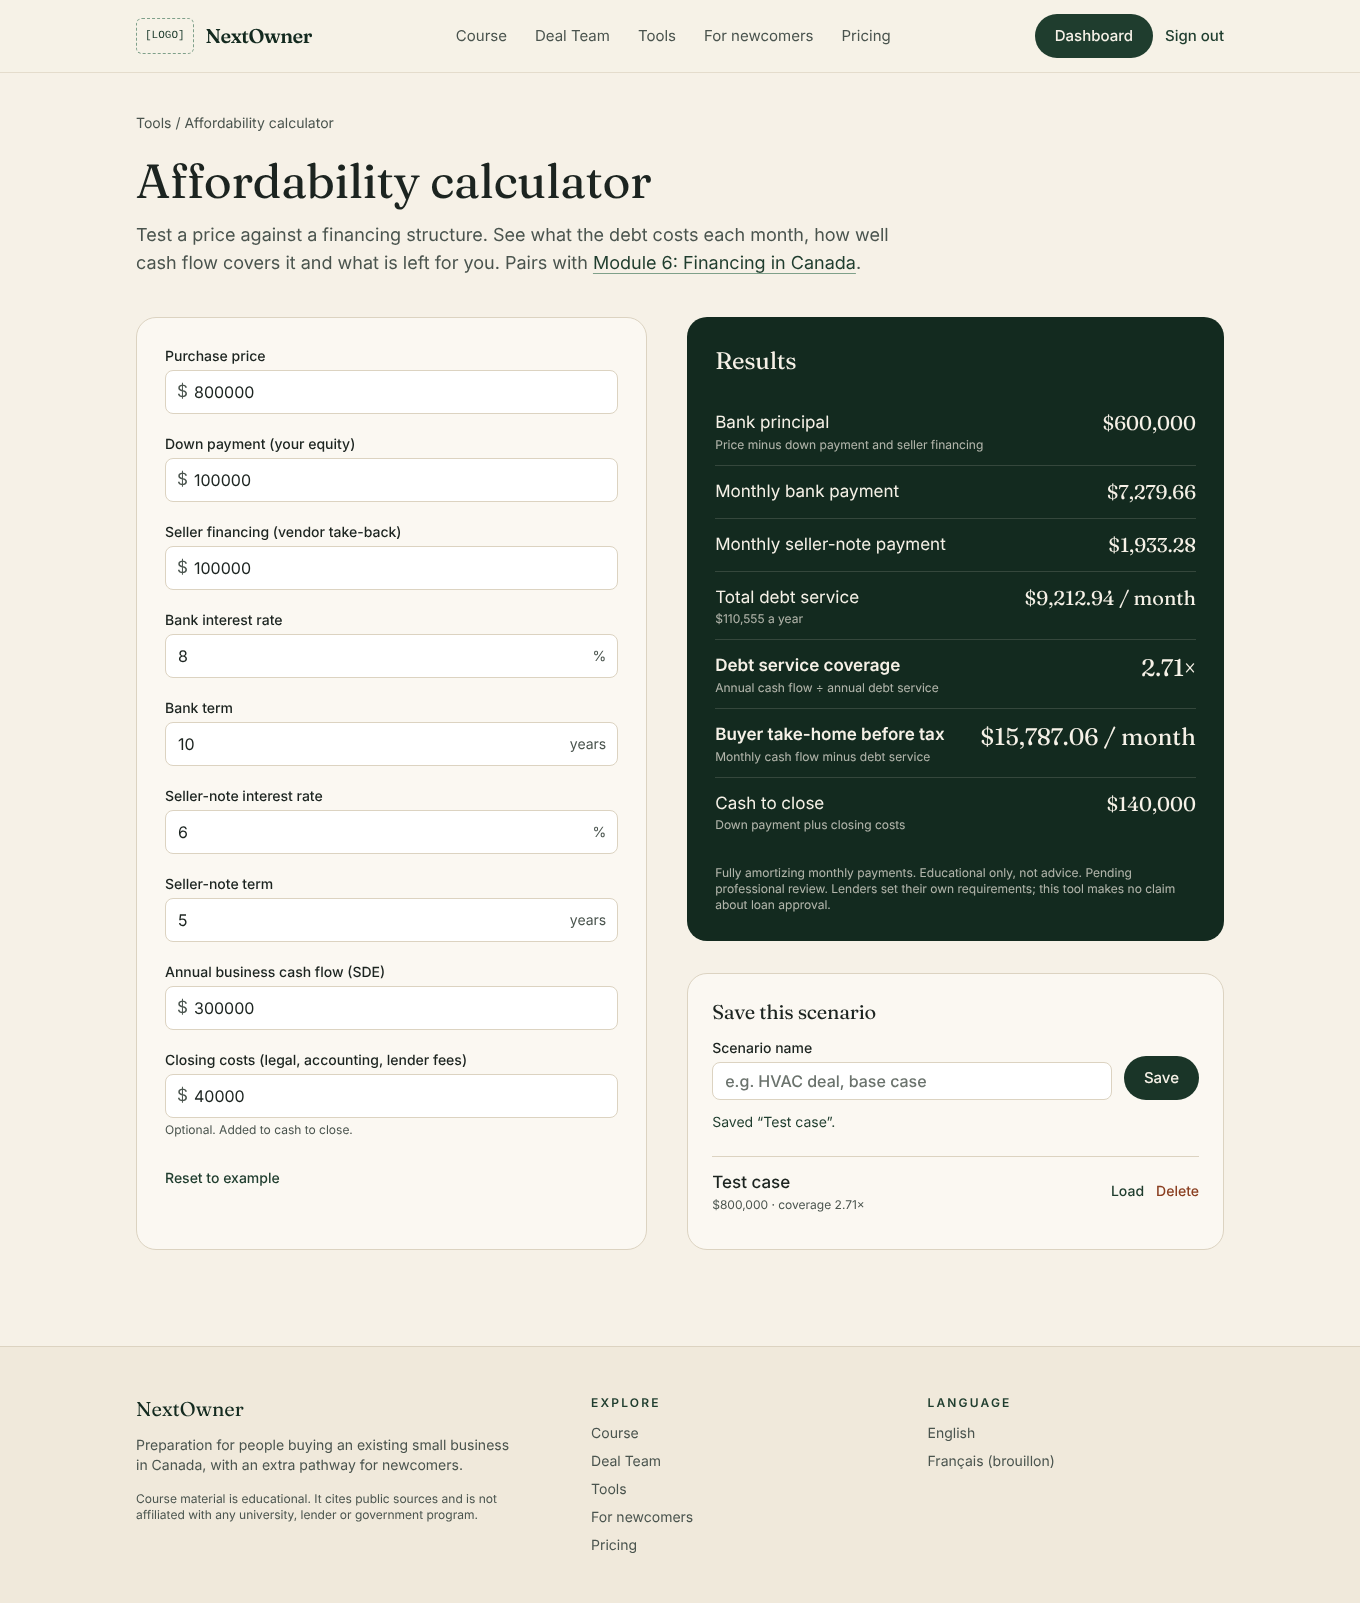 [LOGO] NextOwner Course Deal Team Tools For newcomers Pricing Dashboard Sign out
Tools / Affordability calculator
Affordability calculator
Test a price against a financing structure. See what the debt costs each month, how well
cash flow covers it and what is left for you. Pairs with Module 6: Financing in Canada.
Purchase price
$ 800000
Down payment (your equity)
$ 100000
Seller financing (vendor take-back)
$ 100000
Bank interest rate
8 %
Bank term
10 years
Seller-note interest rate
6 %
Seller-note term
5 years
Annual business cash flow (SDE)
$ 300000
Closing costs (legal, accounting, lender fees)
$ 40000
Optional. Added to cash to close.
Reset to example
Results
Bank principal $600,000
Price minus down payment and seller financing
Monthly bank payment $7,279.66
Monthly seller-note payment $1,933.28
Total debt service $9,212.94 / month
$110,555 a year
Debt service coverage 2.71×
Annual cash flow ÷ annual debt service
Buyer take-home before tax $15,787.06 / month
Monthly cash flow minus debt service
Cash to close $140,000
Down payment plus closing costs
Fully amortizing monthly payments. Educational only, not advice. Pending
professional review. Lenders set their own requirements; this tool makes no claim
about loan approval.
Save this scenario
Scenario name
e.g. HVAC deal, base case Save
Saved “Test case”.
Test case
$800,000 · coverage 2.71×
Load Delete
NextOwner
Preparation for people buying an existing small business
in Canada, with an extra pathway for newcomers.
Course material is educational. It cites public sources and is not
affiliated with any university, lender or government program.
EXPLORE
Course
Deal Team
Tools
For newcomers
Pricing
LANGUAGE
English
Français (brouillon)